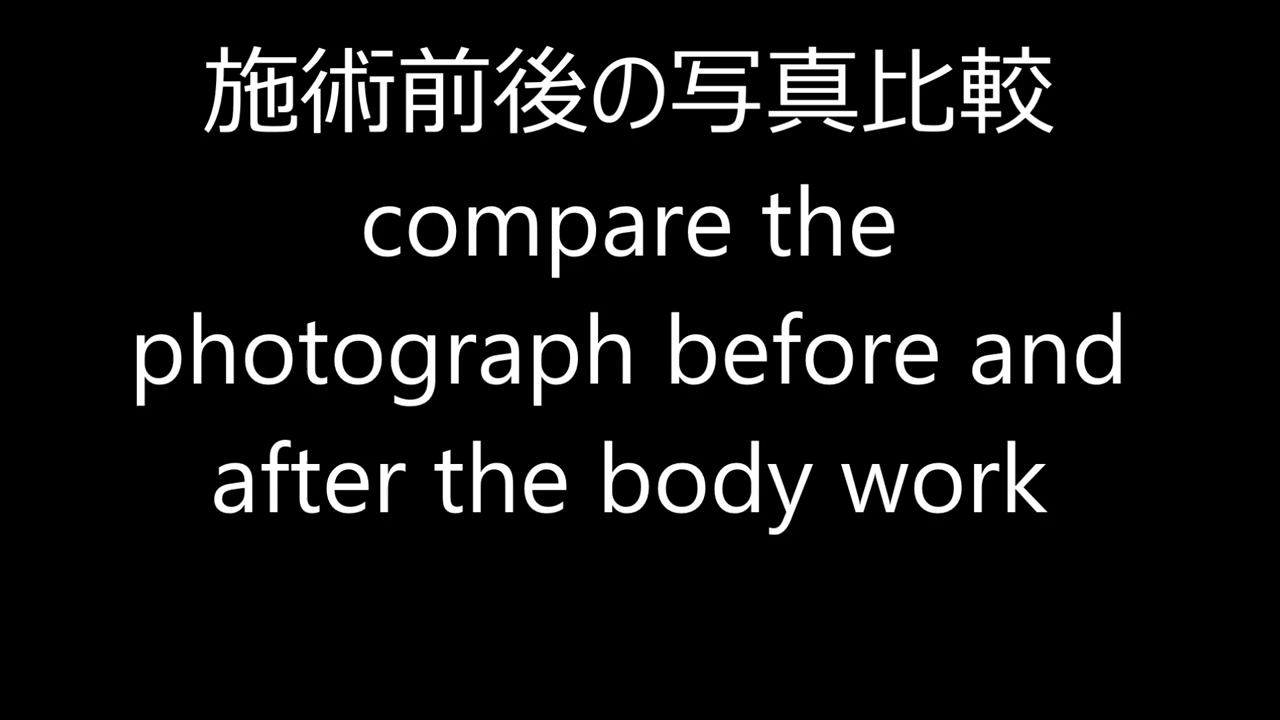 施術前後の写真比較
compare the
photograph before and
after the body work